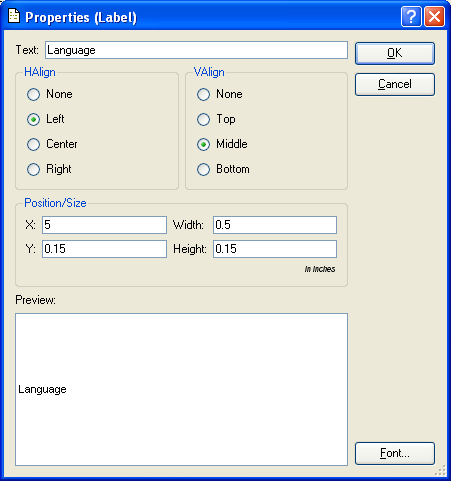 Properties (Label)
Text: Language
OK
Cancel
HAlign
None
Left
Center
Right
VAlign
None
Top
Middle
Bottom
Position/Size
X: 5 Width: 0.5
Y: 0.15 Height: 0.15
in inches
Preview:
Language
Font...